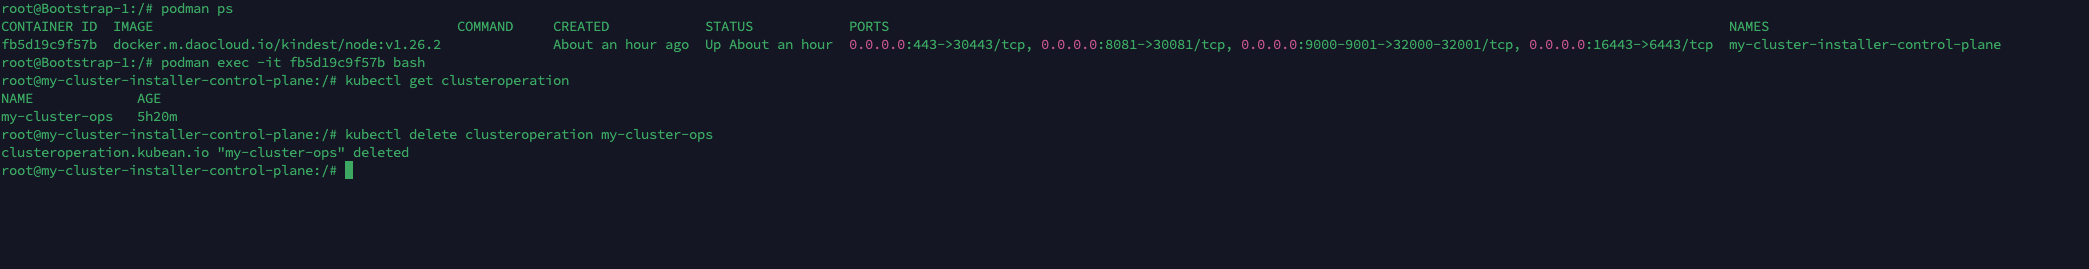 root@Bootstrap-1:/# podman ps
CONTAINER ID  IMAGE                                      COMMAND     CREATED            STATUS            PORTS                                                                                                         NAMES
fb5d19c9f57b  docker.m.daocloud.io/kindest/node:v1.26.2              About an hour ago  Up About an hour  0.0.0.0:443->30443/tcp, 0.0.0.0:8081->30081/tcp, 0.0.0.0:9000-9001->32000-32001/tcp, 0.0.0.0:16443->6443/tcp  my-cluster-installer-control-plane
root@Bootstrap-1:/# podman exec -it fb5d19c9f57b bash
root@my-cluster-installer-control-plane:/# kubectl get clusteroperation
NAME             AGE
my-cluster-ops   5h20m
root@my-cluster-installer-control-plane:/# kubectl delete clusteroperation my-cluster-ops
clusteroperation.kubean.io "my-cluster-ops" deleted
root@my-cluster-installer-control-plane:/#